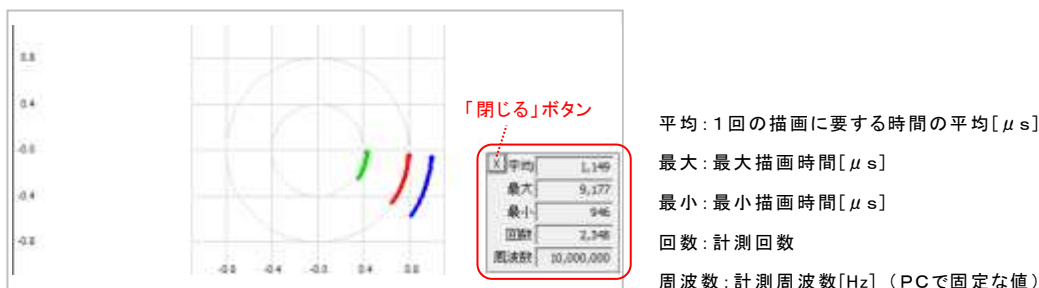 0.8
0.4
-0.0
-0.4
-0.8
-0.8
-0.4
-0.0
0.4
0.8
「閉じる」ボタン
X 平均 1,149
最大 9,177
最小 946
回数 2,348
周波数 10,000,000
平均:1回の描画に要する時間の平均[μs]
最大:最大描画時間[μs]
最小:最小描画時間[μs]
回数:計測回数
周波数:計測周波数[Hz] (PCで固定な値)